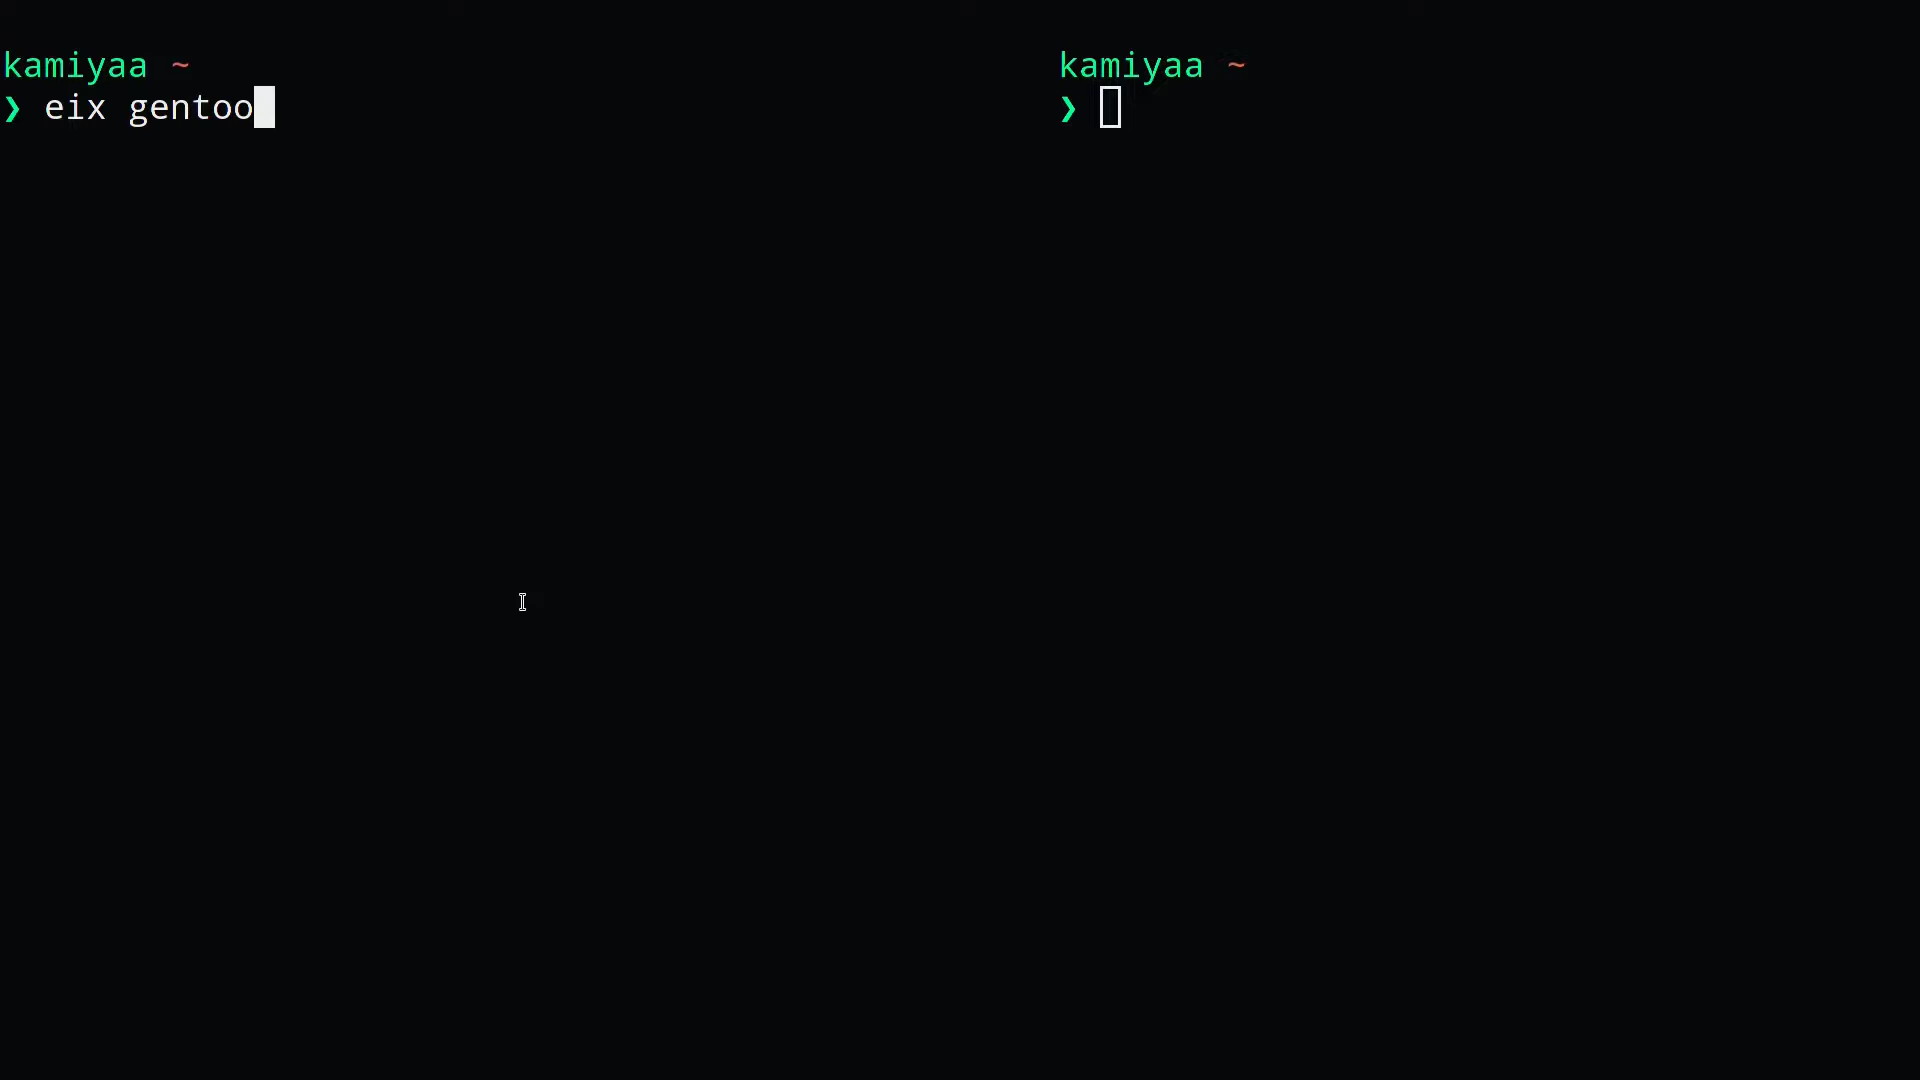 kamiyaa ~
❯ eix gentoo
kamiyaa ~
❯